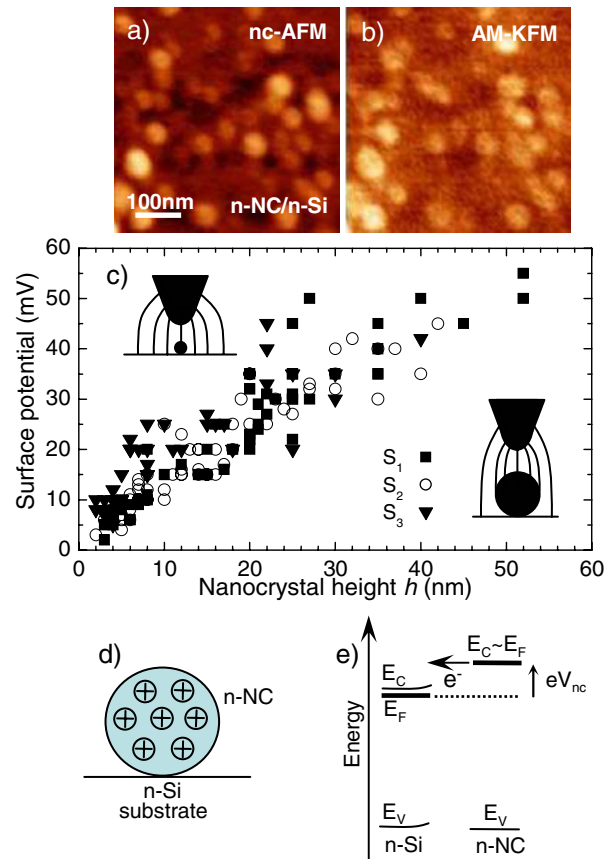 a) nc-AFM
b) AM-KFM
100nm
n-NC/n-Si
c)
Surface potential (mV)
60
50
40
30
20
10
0
S1
S2
S3
0 10 20 30 40 50 60
Nanocrystal height h (nm)
d)
n-NC
n-Si
substrate
e)
Energy
EC~EF
EC
e-
eVnc
EF
EV
EV
n-Si
n-NC